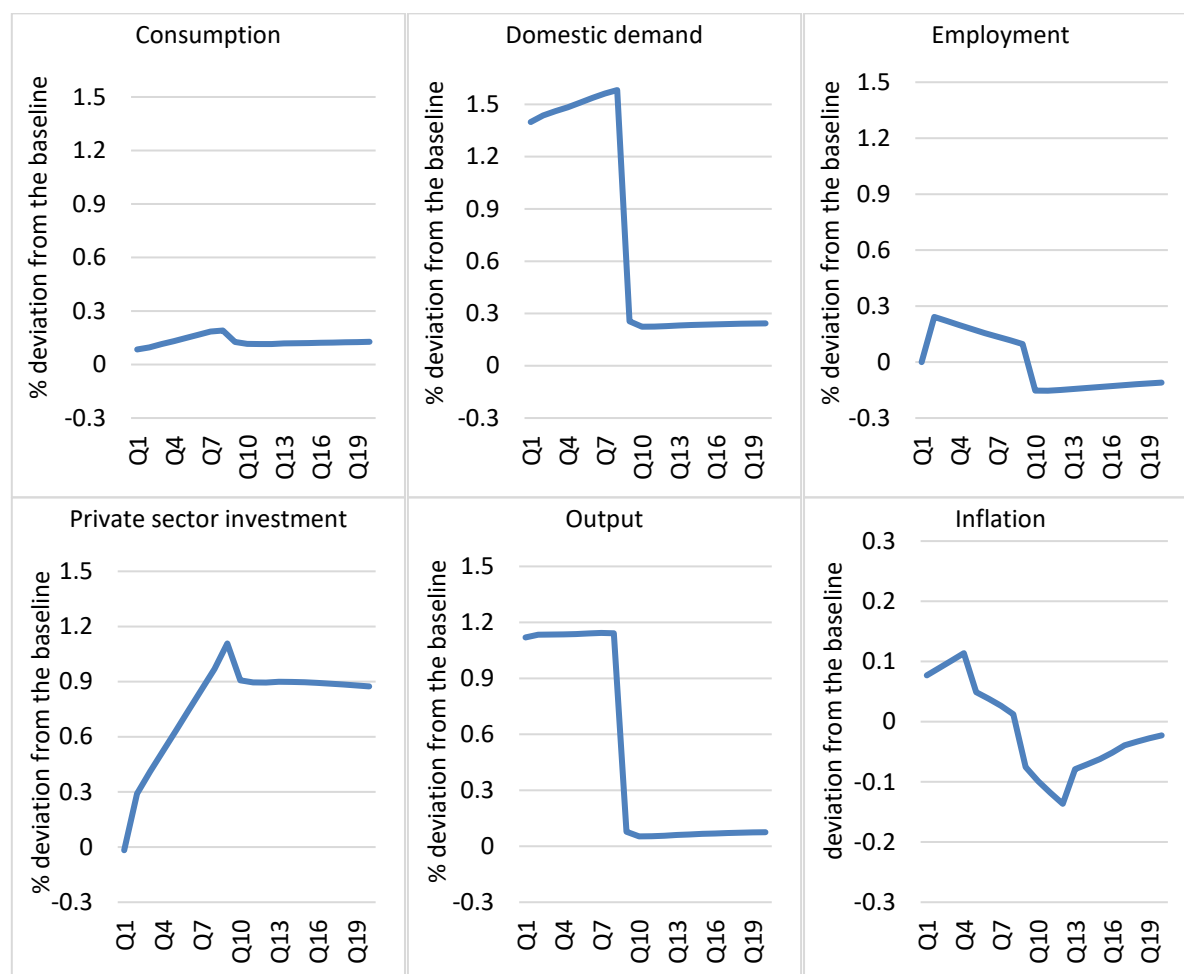 Consumption
% deviation from the baseline
1.5
1.2
0.9
0.6
0.3
0
-0.3
Q1
Q4
Q7
Q10
Q13
Q16
Q19
Domestic demand
% deviation from the baseline
1.5
1.2
0.9
0.6
0.3
0
-0.3
Q1
Q4
Q7
Q10
Q13
Q16
Q19
Employment
% deviation from the baseline
1.5
1.2
0.9
0.6
0.3
0
-0.3
Q1
Q4
Q7
Q10
Q13
Q16
Q19
Private sector investment
% deviation from the baseline
1.5
1.2
0.9
0.6
0.3
0
-0.3
Q1
Q4
Q7
Q10
Q13
Q16
Q19
Output
% deviation from the baseline
1.5
1.2
0.9
0.6
0.3
0
-0.3
Q1
Q4
Q7
Q10
Q13
Q16
Q19
Inflation
deviation from the baseline
0.3
0.2
0.1
0
-0.1
-0.2
-0.3
Q1
Q4
Q7
Q10
Q13
Q16
Q19